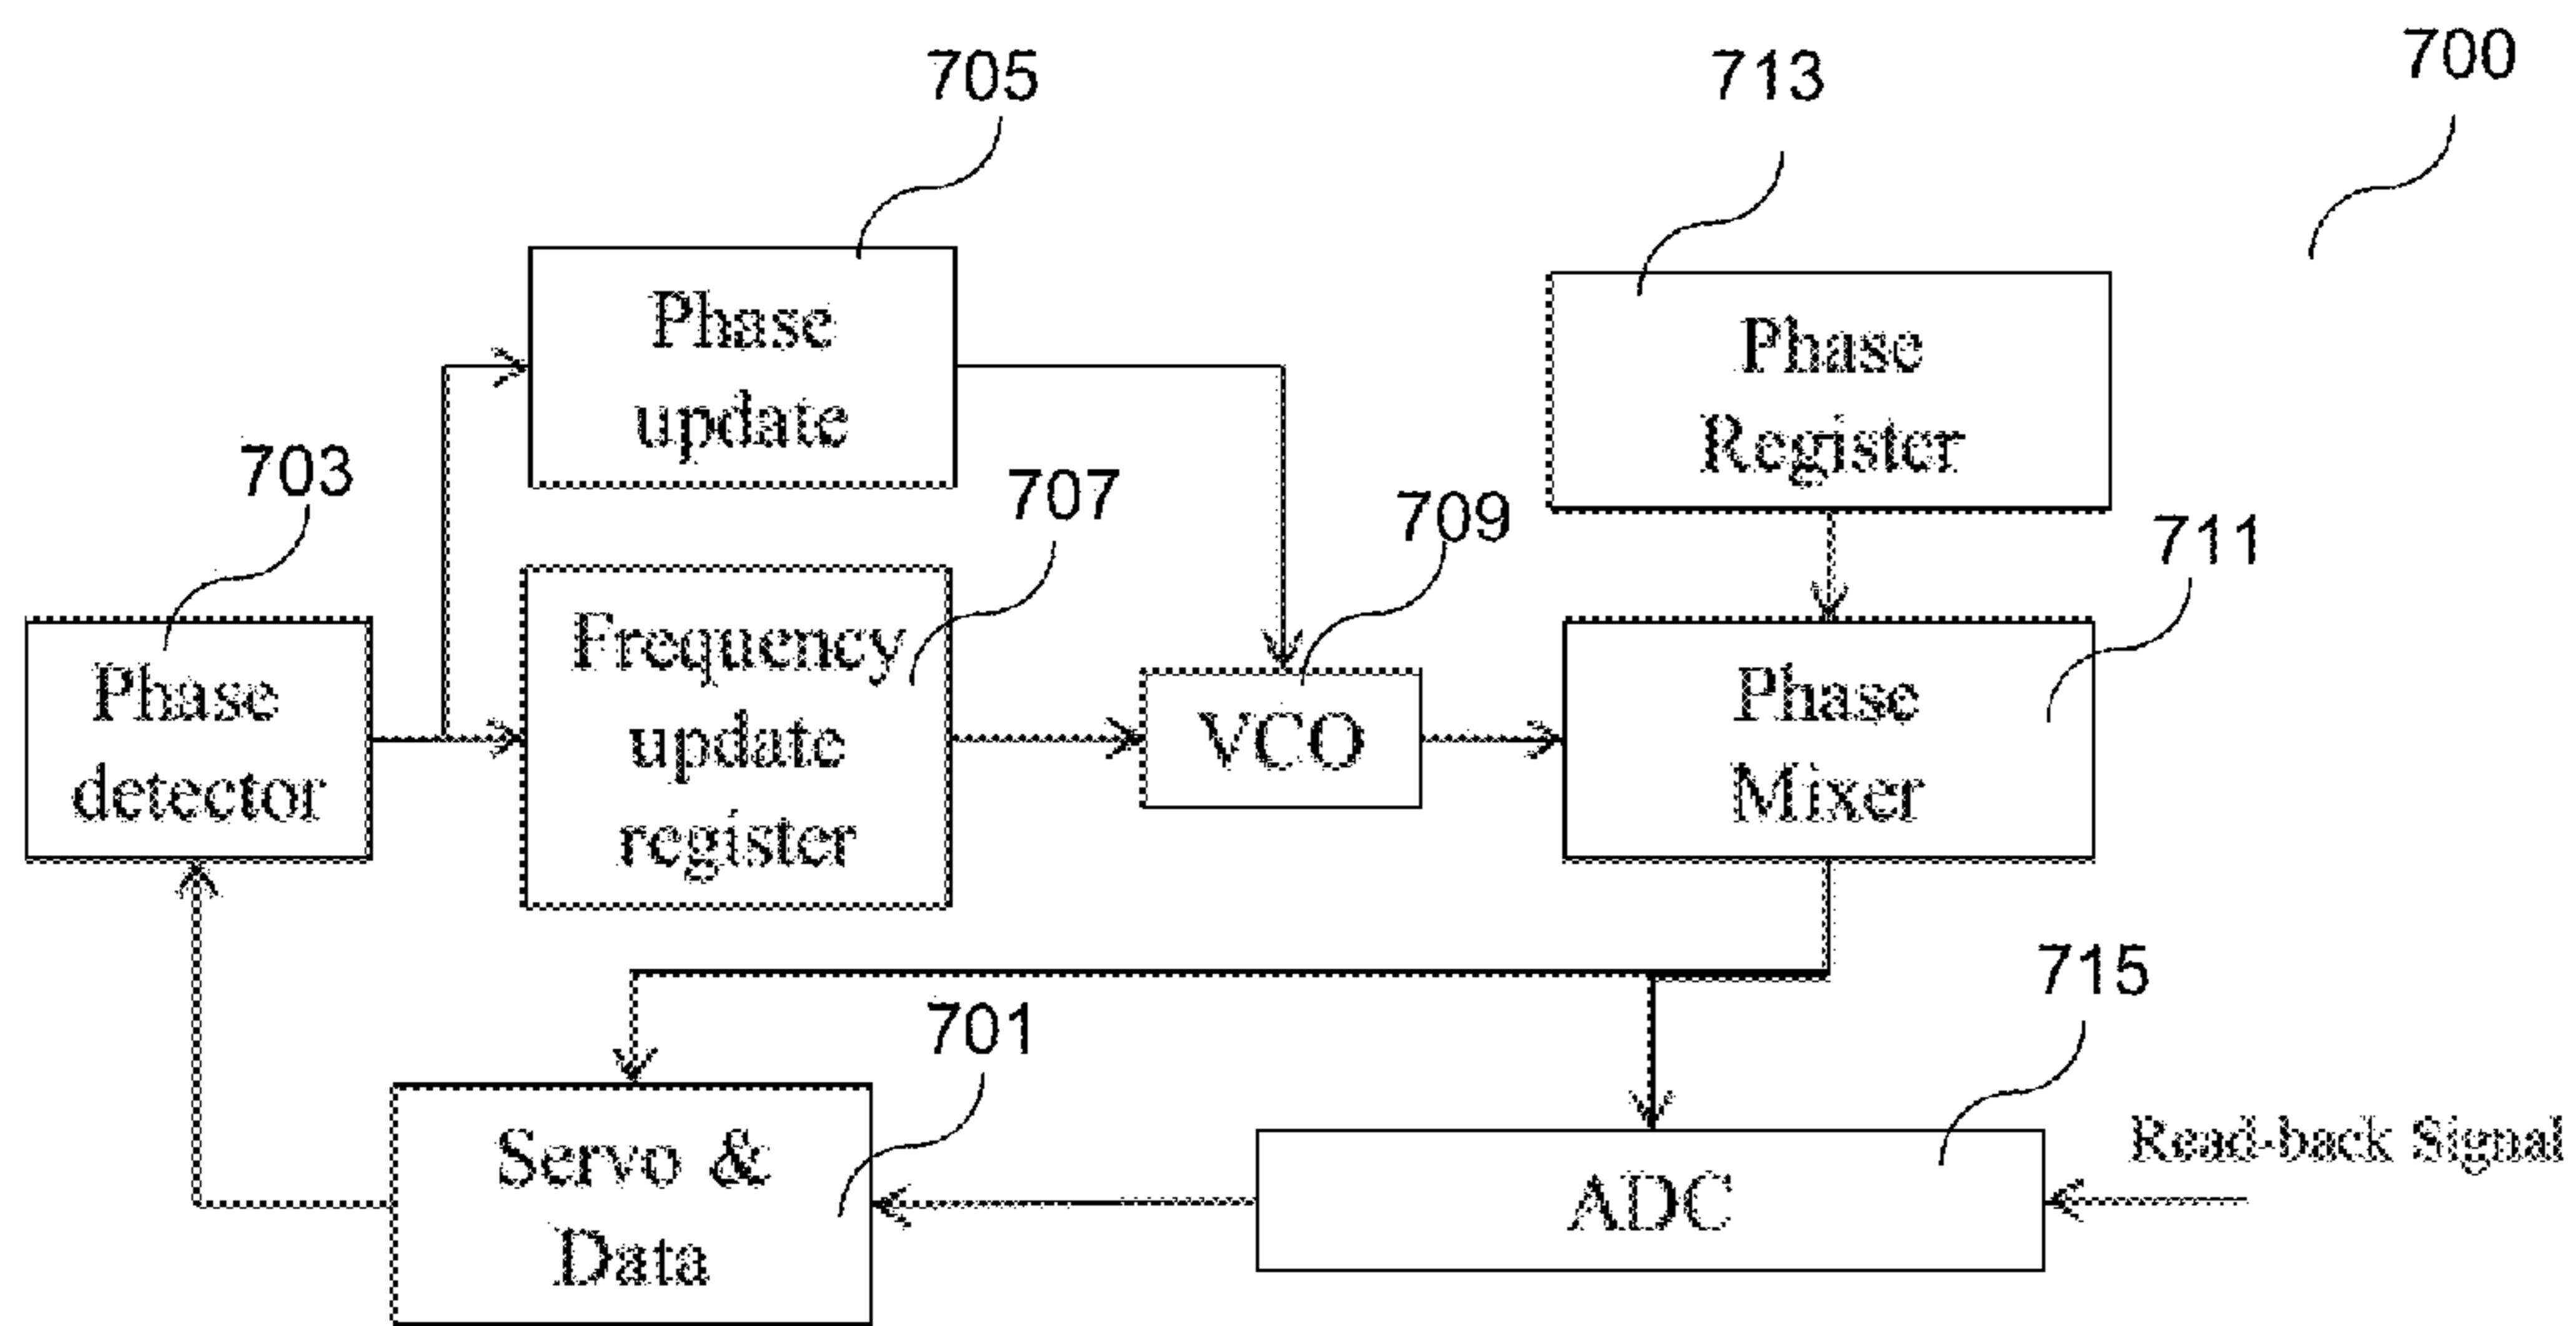 700
705
713
Phase
update
Phase
Register
703
707
709
711
Phase
detector
Frequency
update
register
VCO
Phase
Mixer
701
715
Servo &
Data
ADC
Read-back Signal